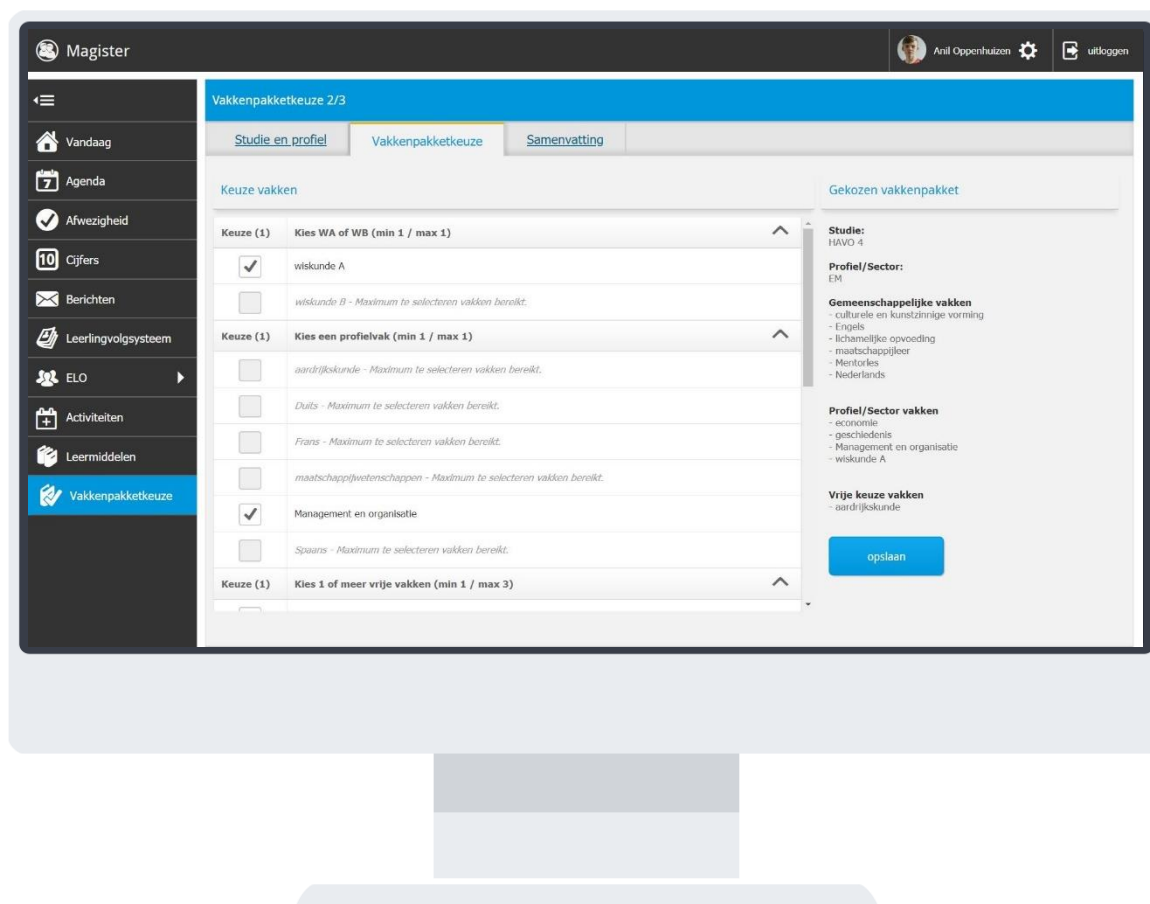 Magister
Anil Oppenhuizen
uitloggen
Vandaag
7 Agenda
Afwezigheid
10 Cijfers
Berichten
Leerlingvolgsysteem
ELO
Activiteiten
Leermiddelen
Vakkenpakketkeuze
Vakkenpakketkeuze 2/3
Studie en profiel
Vakkenpakketkeuze
Samenvatting
Keuze vakken
Keuze (1) Kies WA of WB (min 1 / max 1)
wiskunde A
wiskunde B - Maximum te selecteren vakken bereikt.
Keuze (1) Kies een profielvak (min 1 / max 1)
aardrijkskunde - Maximum te selecteren vakken bereikt.
Duits - Maximum te selecteren vakken bereikt.
Frans - Maximum te selecteren vakken bereikt.
maatschappijwetenschappen - Maximum te selecteren vakken bereikt.
Management en organisatie
Spaans - Maximum te selecteren vakken bereikt.
Keuze (1) Kies 1 of meer vrije vakken (min 1 / max 3)
Gekozen vakkenpakket
Studie:
HAVO 4
Profiel/Sector:
EM
Gemeenschappelijke vakken
- culturele en kunstzinnige vorming
- Engels
- lichamelijke opvoeding
- maatschappijleer
- Mentorles
- Nederlands
Profiel/Sector vakken
- economie
- geschiedenis
- Management en organisatie
- wiskunde A
Vrije keuze vakken
- aardrijkskunde
opslaan